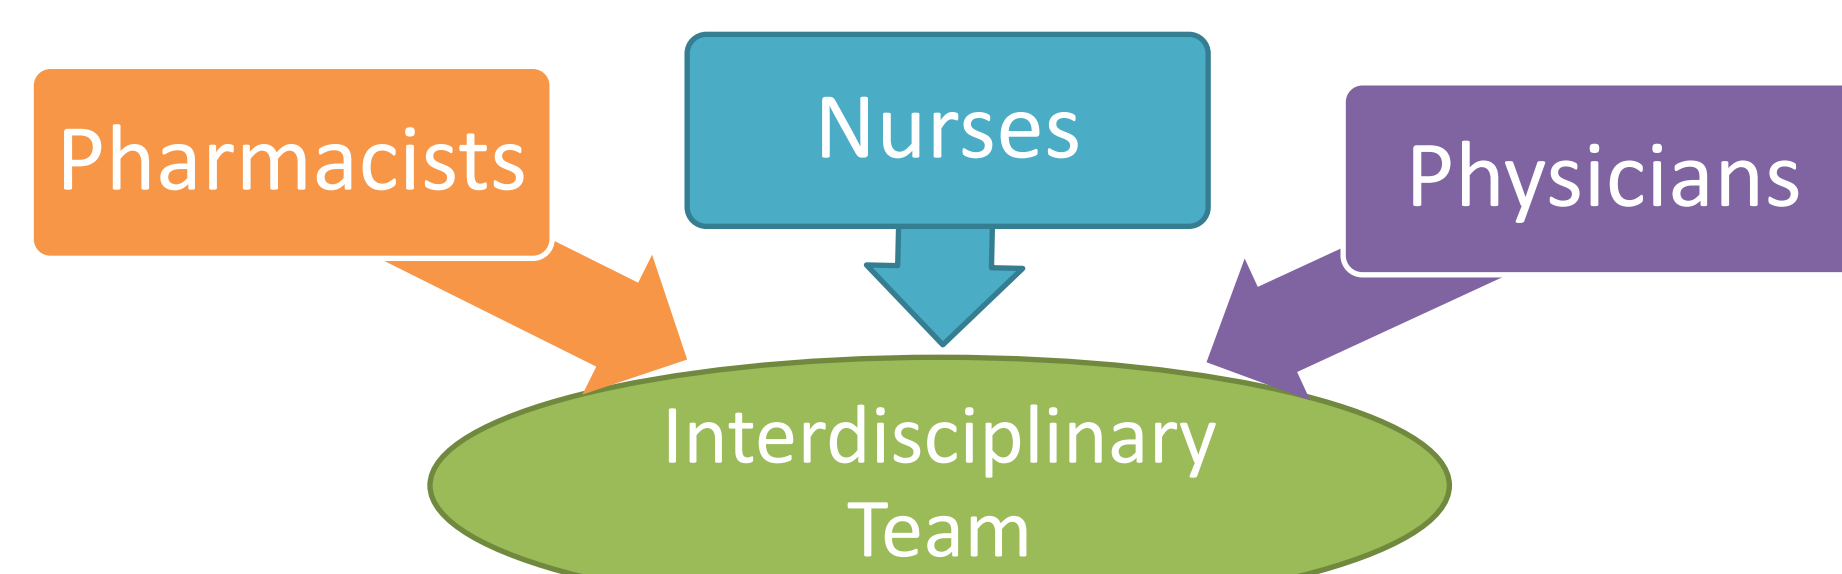 Pharmacists
Nurses
Physicians
Interdisciplinary
Team